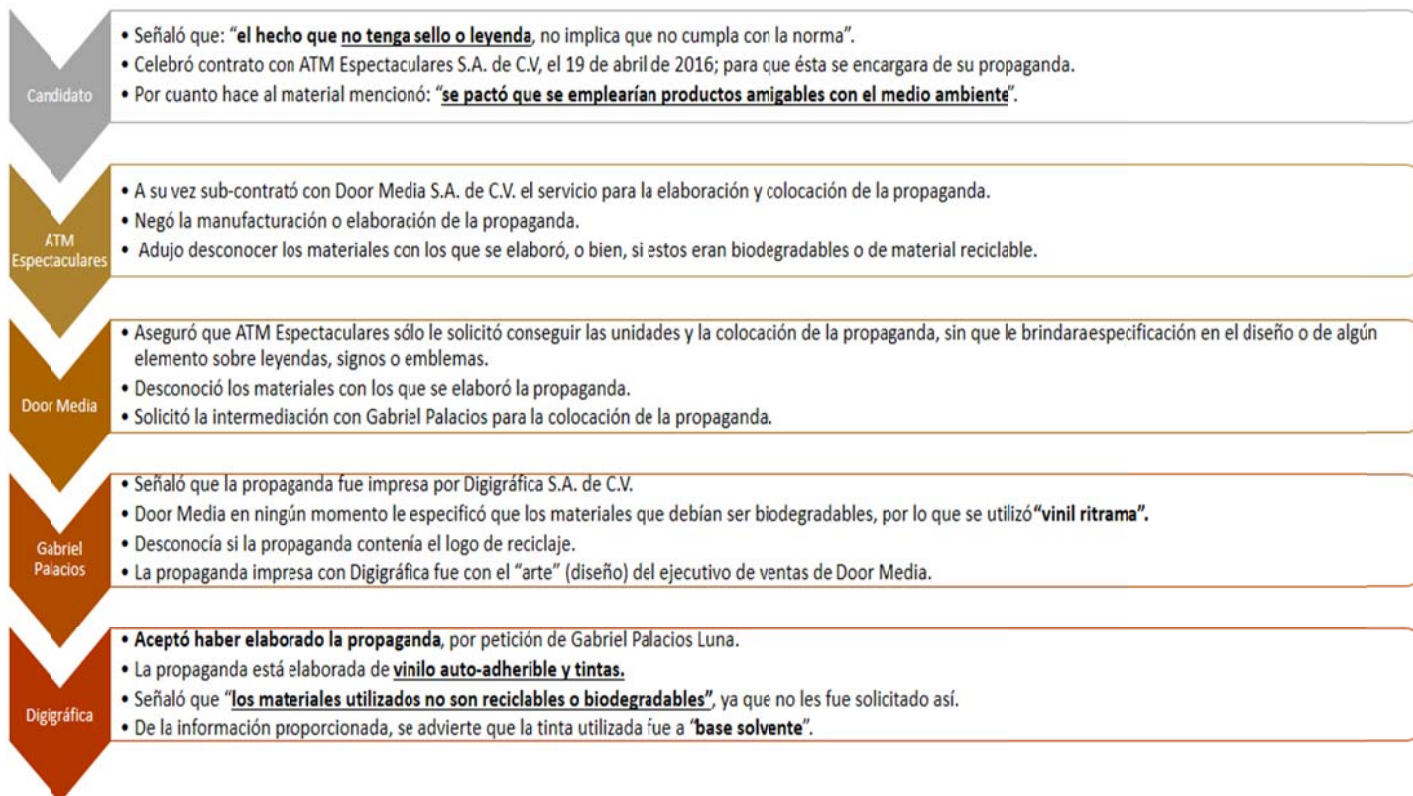 Candidato
• Señaló que: “el hecho que no tenga sello o leyenda, no implica que no cumpla con la norma”.
• Celebró contrato con ATM Espectaculares S.A. de C.V, el 19 de abril de 2016; para que ésta se encargara de su propaganda.
• Por cuanto hace al material mencionó: “se pactó que se emplearían productos amigables con el medio ambiente”.
ATM
Espectaculares
• A su vez sub-contrató con Door Media S.A. de C.V. el servicio para la elaboración y colocación de la propaganda.
• Negó la manufacturación o elaboración de la propaganda.
• Adujo desconocer los materiales con los que se elaboró, o bien, si estos eran biodegradables o de material reciclable.
Door Media
• Aseguró que ATM Espectaculares sólo le solicitó conseguir las unidades y la colocación de la propaganda, sin que le brindaraespecificación en el diseño o de algún
elemento sobre leyendas, signos o emblemas.
• Desconoció los materiales con los que se elaboró la propaganda.
• Solicitó la intermediación con Gabriel Palacios para la colocación de la propaganda.
Gabriel
Palacios
• Señaló que la propaganda fue impresa por Digigráfica S.A. de C.V.
• Door Media en ningún momento le especificó que los materiales que debían ser biodegradables, por lo que se utilizó “vinil ritrama”.
• Desconocía si la propaganda contenía el logo de reciclaje.
• La propaganda impresa con Digigráfica fue con el “arte” (diseño) del ejecutivo de ventas de Door Media.
Digigráfica
• Aceptó haber elaborado la propaganda, por petición de Gabriel Palacios Luna.
• La propaganda está elaborada de vinilo auto-adherible y tintas.
• Señaló que “los materiales utilizados no son reciclables o biodegradables”, ya que no les fue solicitado así.
• De la información proporcionada, se advierte que la tinta utilizada fue a “base solvente”.